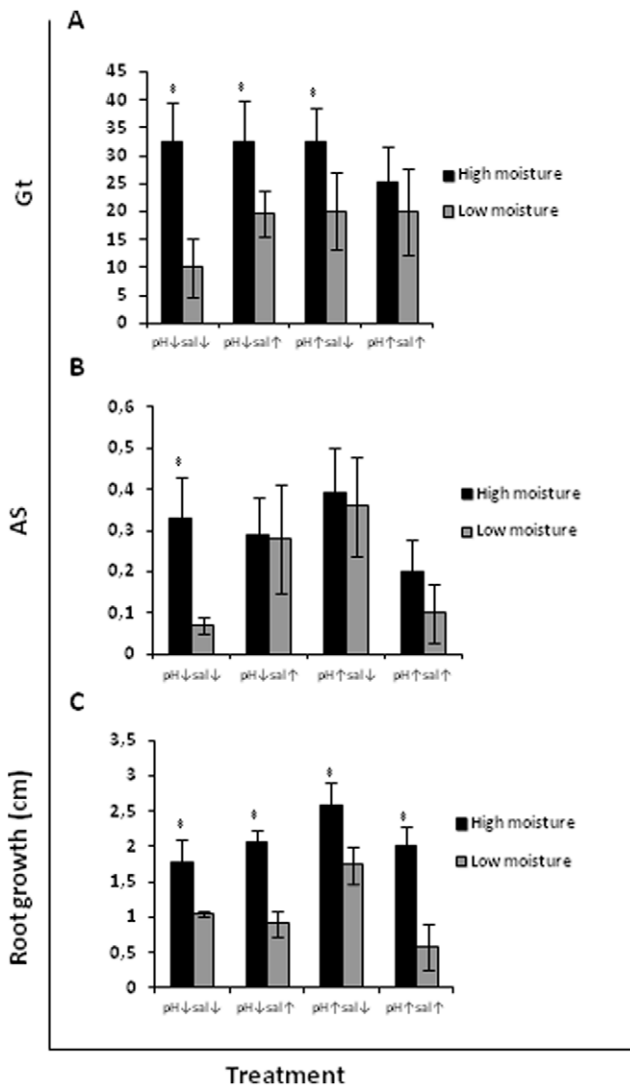 A
Gt
45
40
35
30
25
20
15
10
5
0
* * *
High moisture
Low moisture
pH↓sal↓ pH↓sal↑ pH↑sal↓ pH↑sal↑
B
AS
0,6
0,5
0,4
0,3
0,2
0,1
0
*
High moisture
Low moisture
pH↓sal↓ pH↓sal↑ pH↑sal↓ pH↑sal↑
C
Root growth (cm)
3,5
3
2,5
2
1,5
1
0,5
0
* * * *
High moisture
Low moisture
pH↓sal↓ pH↓sal↑ pH↑sal↓ pH↑sal↑
Treatment